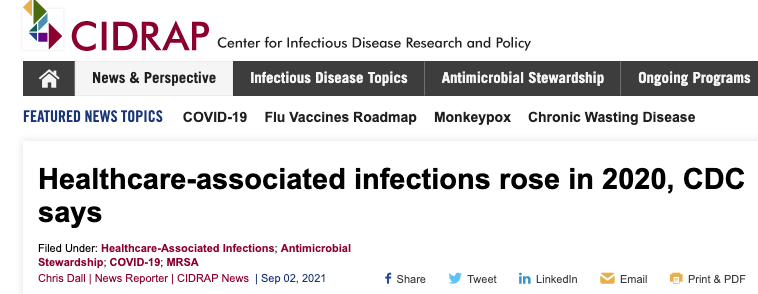 CIDRAP Center for Infectious Disease Research and Policy
News & Perspective Infectious Disease Topics Antimicrobial Stewardship Ongoing Programs
FEATURED NEWS TOPICS COVID-19 Flu Vaccines Roadmap Monkeypox Chronic Wasting Disease
Healthcare-associated infections rose in 2020, CDC
says
Filed Under: Healthcare-Associated Infections; Antimicrobial
Stewardship; COVID-19; MRSA
Chris Dall | News Reporter | CIDRAP News | Sep 02, 2021 Share Tweet LinkedIn Email Print & PDF